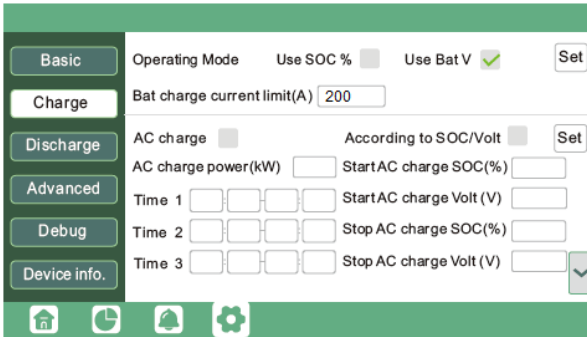 Basic
Charge
Discharge
Advanced
Debug
Device info.
Operating Mode Use SOC % Use Bat V Set
Bat charge current limit(A) 200
AC charge According to SOC/Volt Set
AC charge power(kW) Start AC charge SOC(%)
Time 1 : - : Start AC charge Volt (V)
Time 2 : - : Stop AC charge SOC(%)
Time 3 : - : Stop AC charge Volt (V)